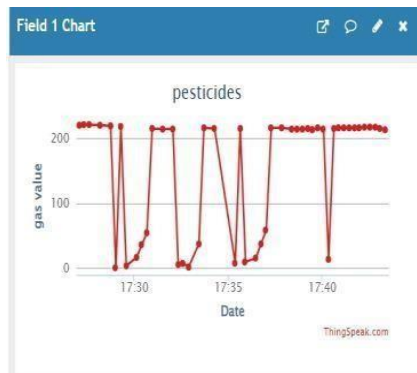 Field 1 Chart
pesticides
gas value
200
100
0
17:30 17:35 17:40
Date
ThingSpeak.com